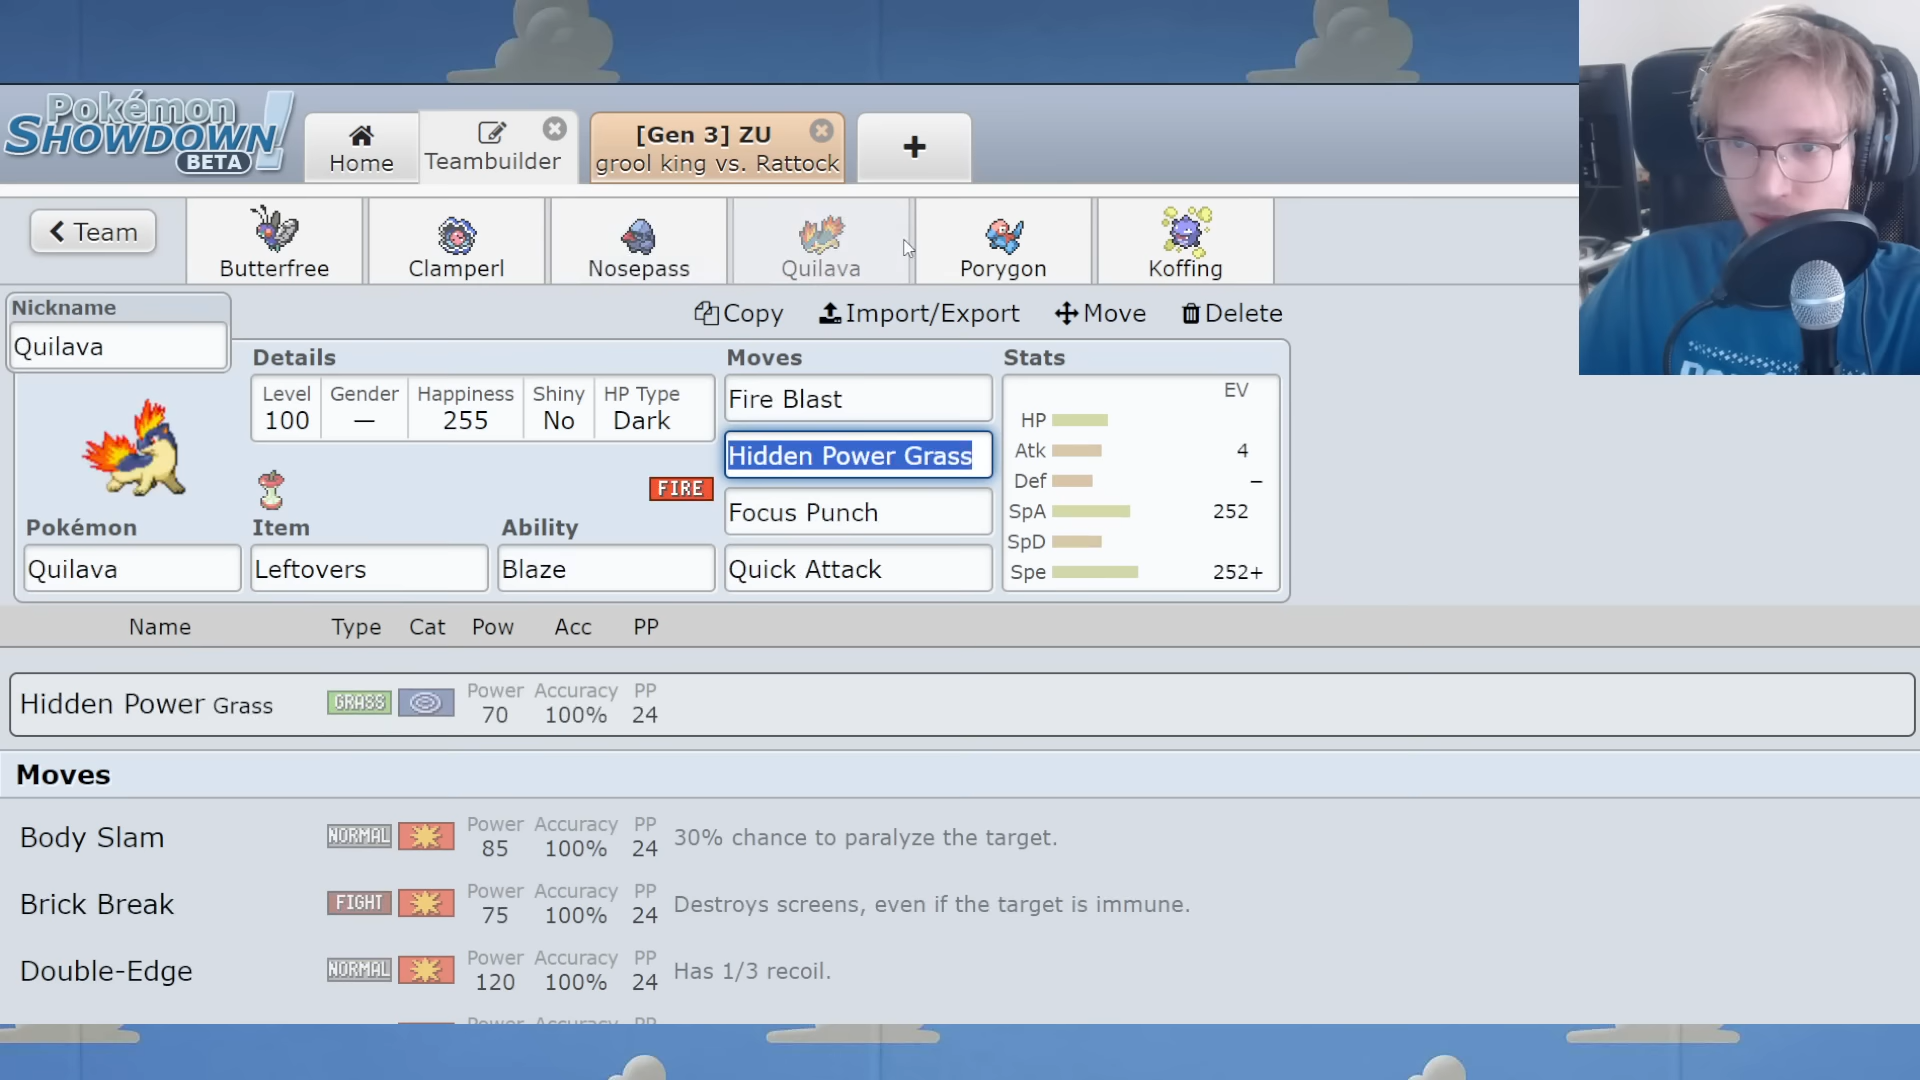 Pokémon
SHOWDOWN!
BETA
Home
Teambuilder
[Gen 3] ZU
grool king vs. Rattock
Team
Butterfree
Clamperl
Nosepass
Quilava
Porygon
Koffing
Nickname
Quilava
Copy
Import/Export
Move
Delete
Details
Moves
Stats
Level
Gender
Happiness
Shiny
HP Type
100
—
255
No
Dark
Fire Blast
Hidden Power Grass
Focus Punch
Quick Attack
EV
HP
Atk 4
Def –
SpA 252
SpD
Spe 252+
FIRE
Pokémon
Item
Ability
Quilava
Leftovers
Blaze
Name Type Cat Pow Acc PP
Hidden Power Grass GRASS Power 70 Accuracy 100% PP 24
Moves
Body Slam NORMAL Power 85 Accuracy 100% PP 24 30% chance to paralyze the target.
Brick Break FIGHT Power 75 Accuracy 100% PP 24 Destroys screens, even if the target is immune.
Double-Edge NORMAL Power 120 Accuracy 100% PP 24 Has 1/3 recoil.